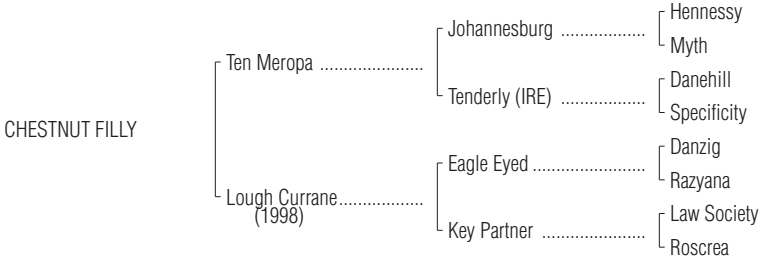 Hennessy
Johannesburg ..................
Myth
Ten Meropa ......................
Danehill
Tenderly (IRE) ..................
Specificity
CHESTNUT FILLY
Danzig
Eagle Eyed ........................
Razyana
Lough Currane..................
(1998)
Law Society
Key Partner ......................
Roscrea